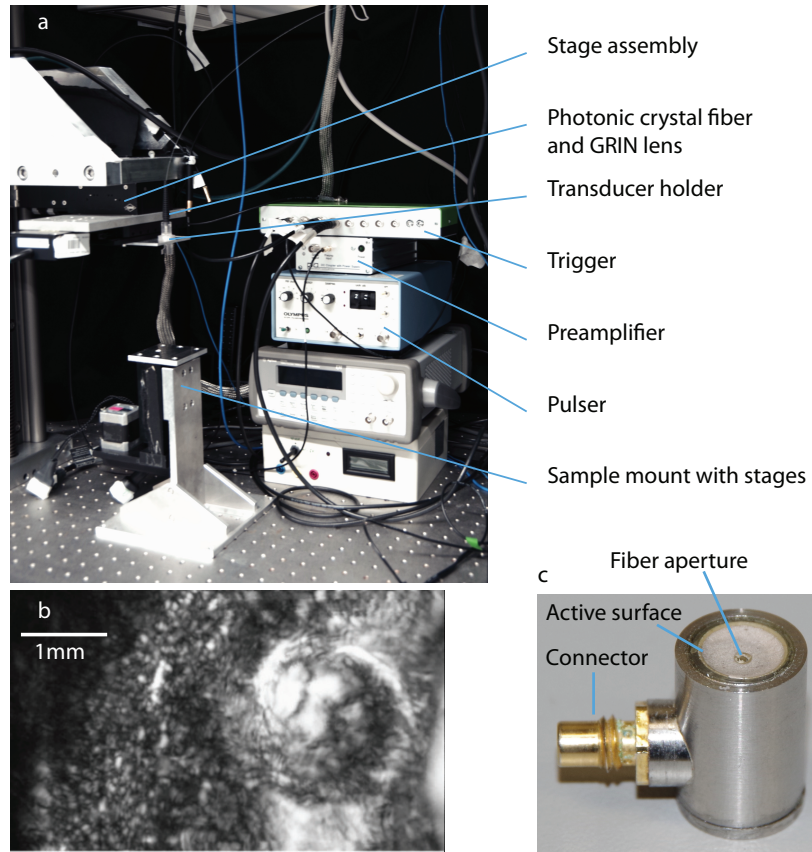 a
Stage assembly
Photonic crystal fiber
and GRIN lens
Transducer holder
Trigger
Preamplifier
Pulser
Sample mount with stages
OLYMPUS
b
1mm
c
Fiber aperture
Active surface
Connector